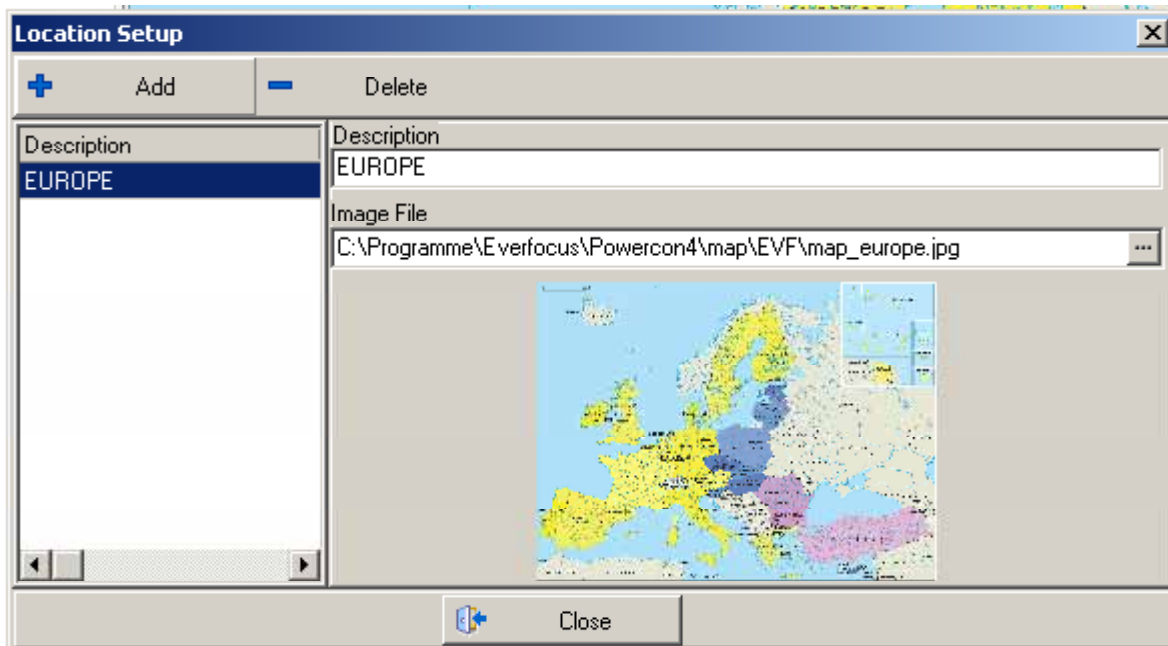 Location Setup
Add
Delete
Description
EUROPE
Description
EUROPE
Image File
C:\Programme\Everfocus\Powercon4\map\EVF\map_europe.jpg
...
Close